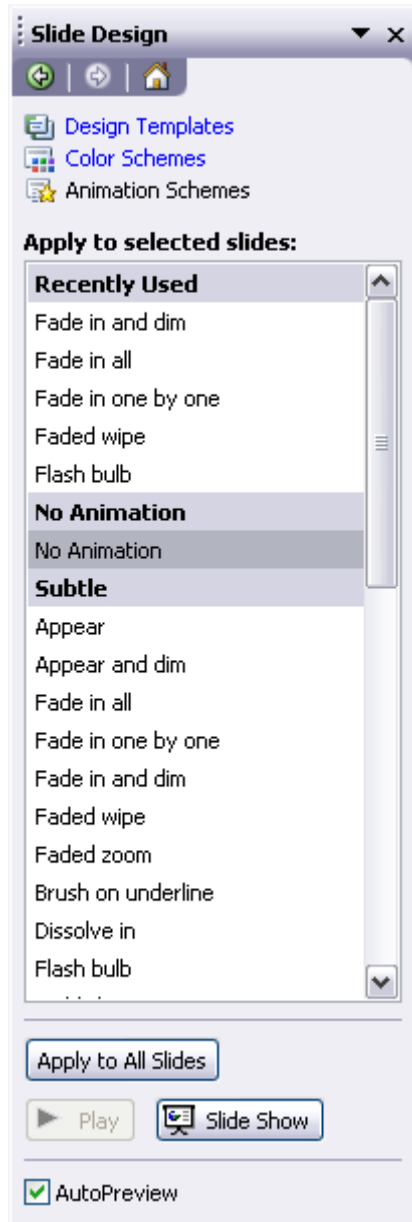 Slide Design
Design Templates
Color Schemes
Animation Schemes
Apply to selected slides:
Recently Used
Fade in and dim
Fade in all
Fade in one by one
Faded wipe
Flash bulb
No Animation
No Animation
Subtle
Appear
Appear and dim
Fade in all
Fade in one by one
Fade in and dim
Faded wipe
Faded zoom
Brush on underline
Dissolve in
Flash bulb
Apply to All Slides
Play
Slide Show
AutoPreview